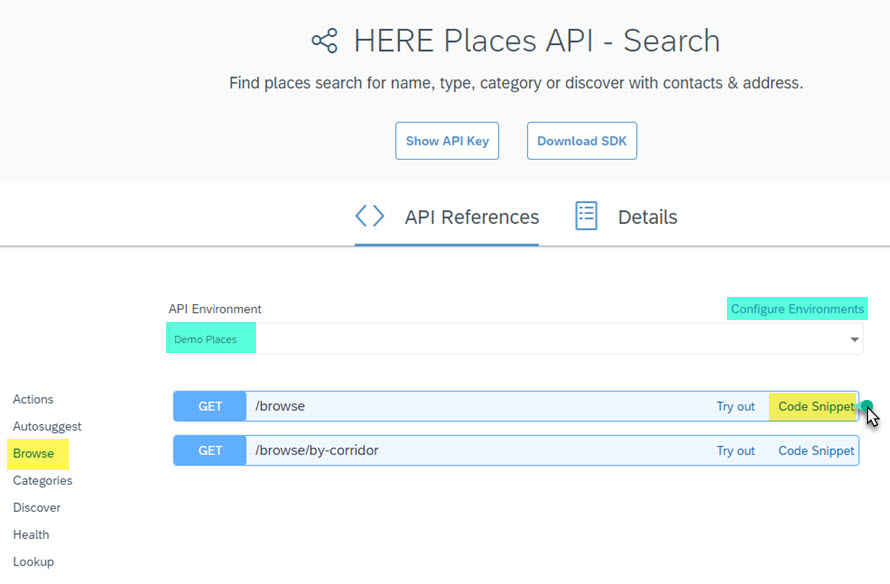 HERE Places API - Search
Find places search for name, type, category or discover with contacts & address.
Show API Key Download SDK
API References Details
API Environment Configure Environments
Demo Places
Actions
Autosuggest
Browse
Categories
Discover
Health
Lookup
GET /browse Try out Code Snippet
GET /browse/by-corridor Try out Code Snippet